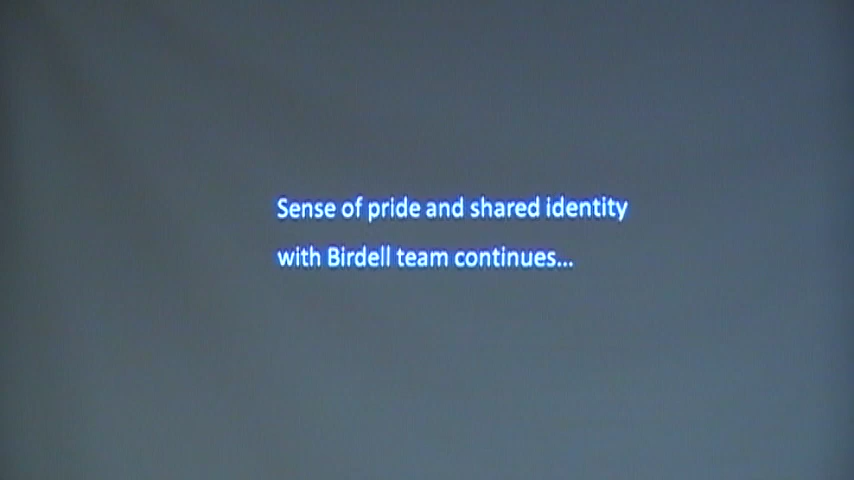 Sense of pride and shared identity
with Birdell team continues...